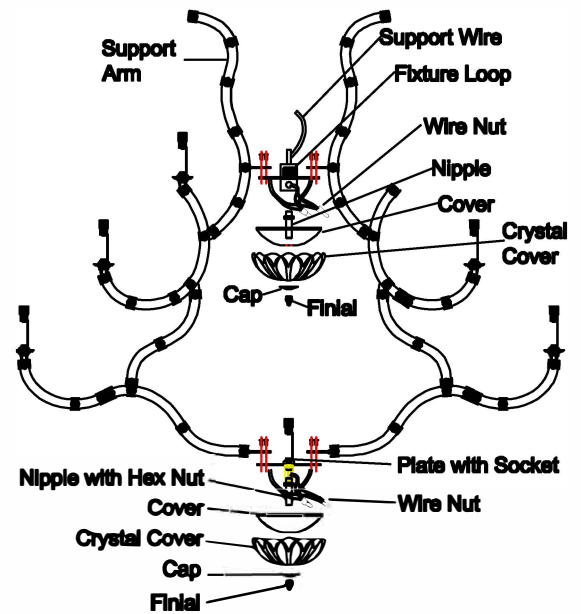 Support
Arm
Support Wire
Fixture Loop
Wire Nut
Nipple
Cover
Crystal
Cover
Cap
Finial
Plate with Socket
Nipple with Hex Nut
Wire Nut
Cover
Crystal Cover
Cap
Finial